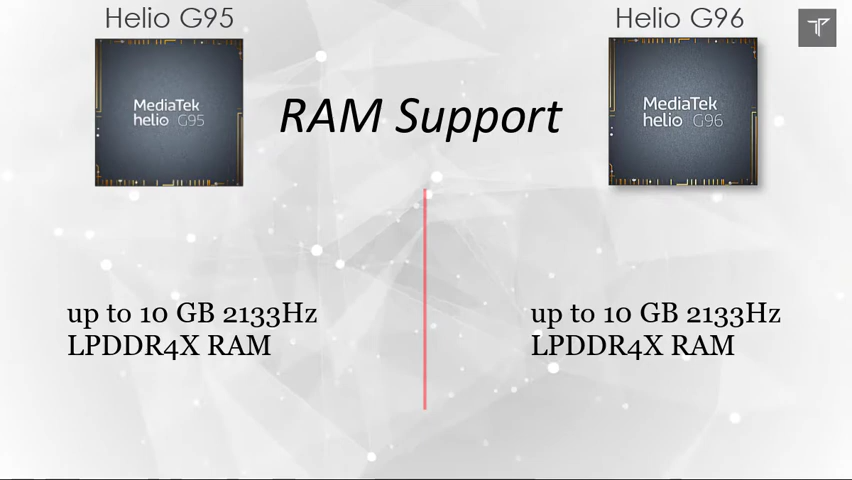 Helio G95
Helio G96
MediaTek
helio G95
RAM Support
MediaTek
helio G96
up to 10 GB 2133Hz
LPDDR4X RAM
up to 10 GB 2133Hz
LPDDR4X RAM